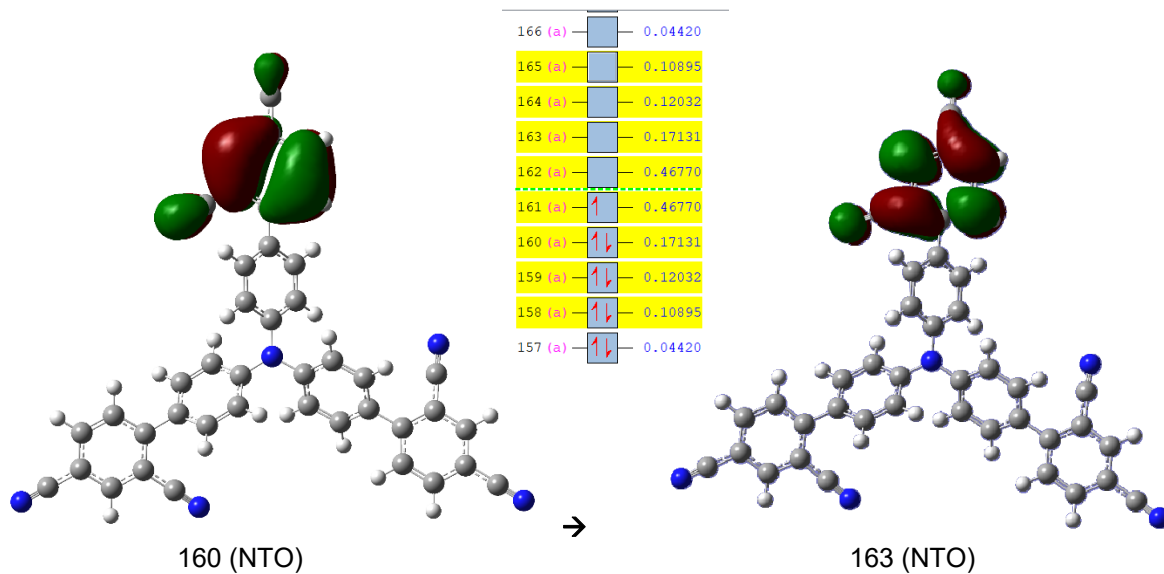 166 (a) 0.04420
165 (a) 0.10895
164 (a) 0.12032
163 (a) 0.17131
162 (a) 0.46770
161 (a) 0.46770
160 (a) 0.17131
159 (a) 0.12032
158 (a) 0.10895
157 (a) 0.04420
→
160 (NTO) 163 (NTO)